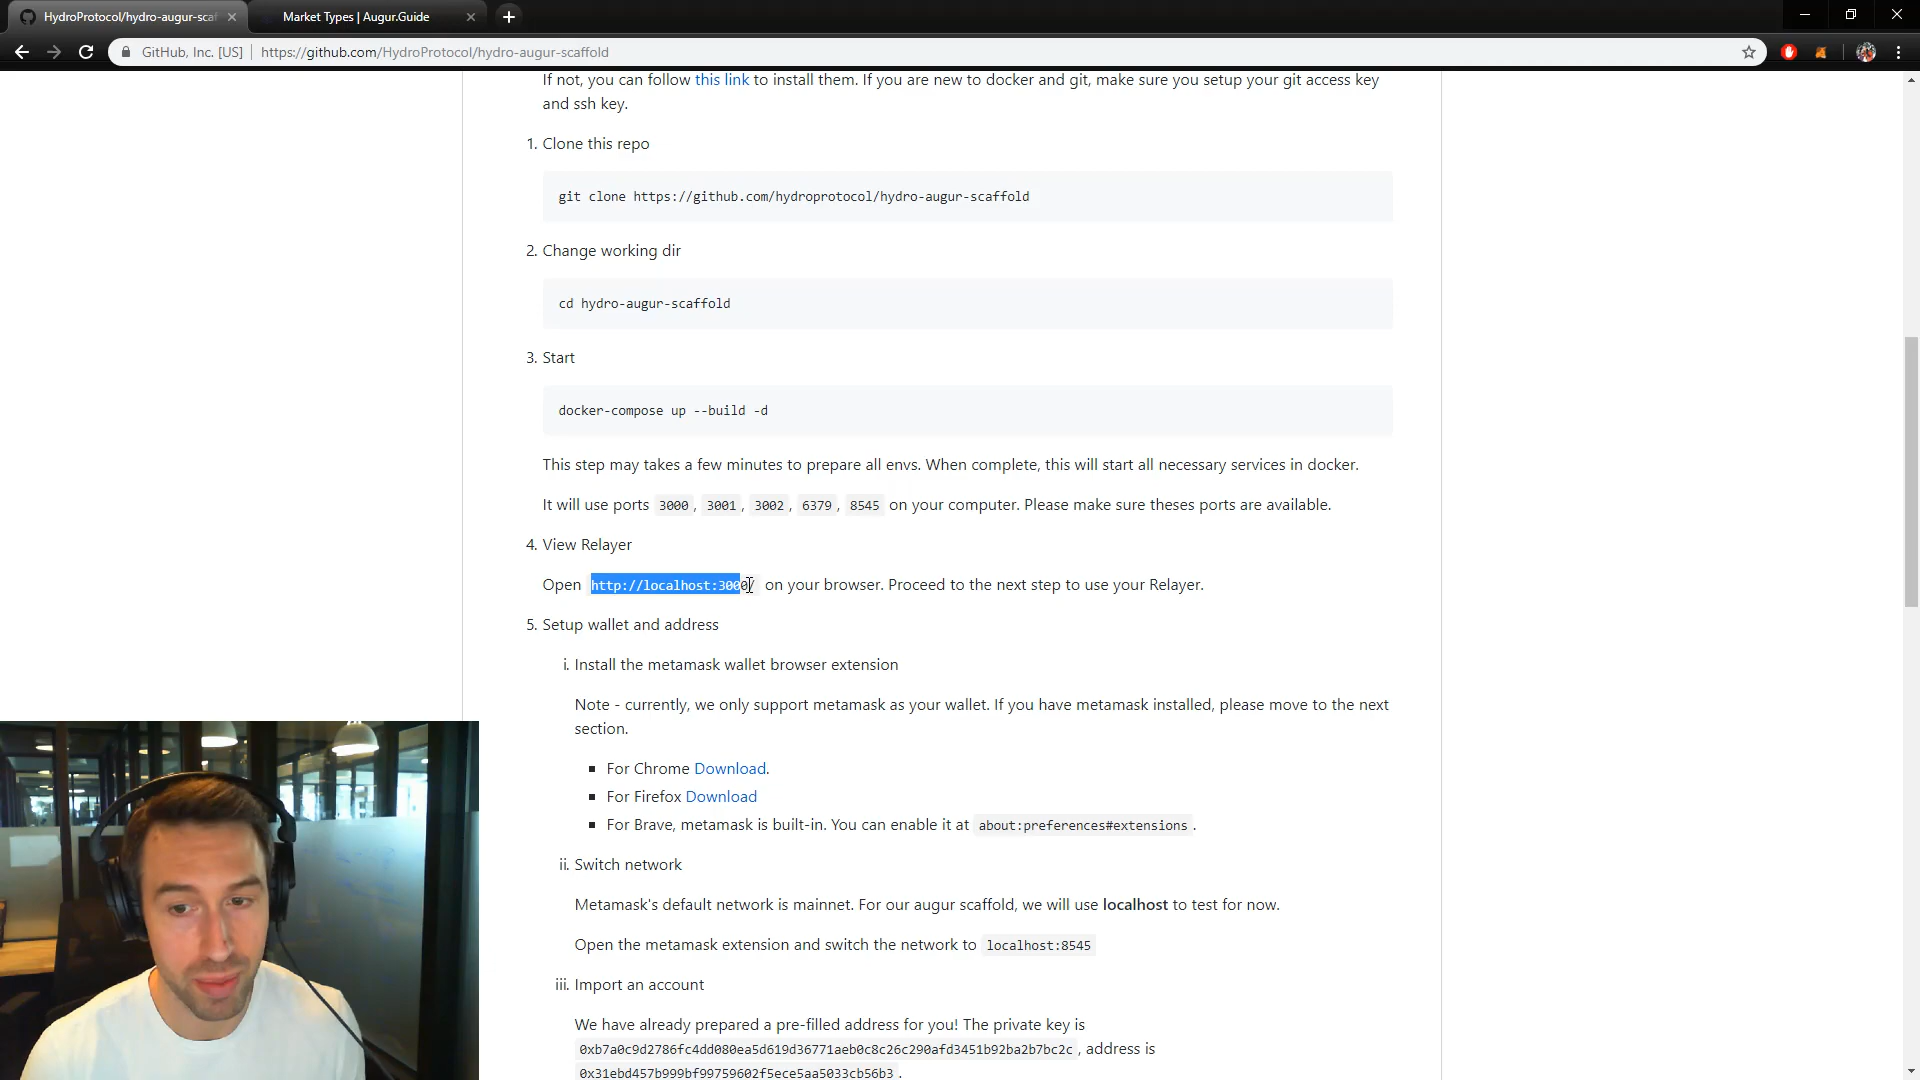 HydroProtocol/hydro-augur-scaf
Market Types | Augur.Guide
GitHub, Inc. [US]
https://github.com/HydroProtocol/hydro-augur-scaffold
If not, you can follow this link to install them. If you are new to docker and git, make sure you setup your git access key
and ssh key.
1. Clone this repo
git clone https://github.com/hydroprotocol/hydro-augur-scaffold
2. Change working dir
cd hydro-augur-scaffold
3. Start
docker-compose up --build -d
This step may takes a few minutes to prepare all envs. When complete, this will start all necessary services in docker.
It will use ports 3000, 3001, 3002, 6379, 8545 on your computer. Please make sure theses ports are available.
4. View Relayer
Open http://localhost:3000/ on your browser. Proceed to the next step to use your Relayer.
5. Setup wallet and address
i. Install the metamask wallet browser extension
Note - currently, we only support metamask as your wallet. If you have metamask installed, please move to the next
section.
For Chrome Download.
For Firefox Download
For Brave, metamask is built-in. You can enable it at about:preferences#extensions .
ii. Switch network
Metamask's default network is mainnet. For our augur scaffold, we will use localhost to test for now.
Open the metamask extension and switch the network to localhost:8545
iii. Import an account
We have already prepared a pre-filled address for you! The private key is
0xb7a0c9d2786fc4dd080ea5d619d36771aeb0c8c26c290afd3451b92ba2b7bc2c , address is
0x31ebd457b999bf99759602f5ece5aa5033cb56b3 .